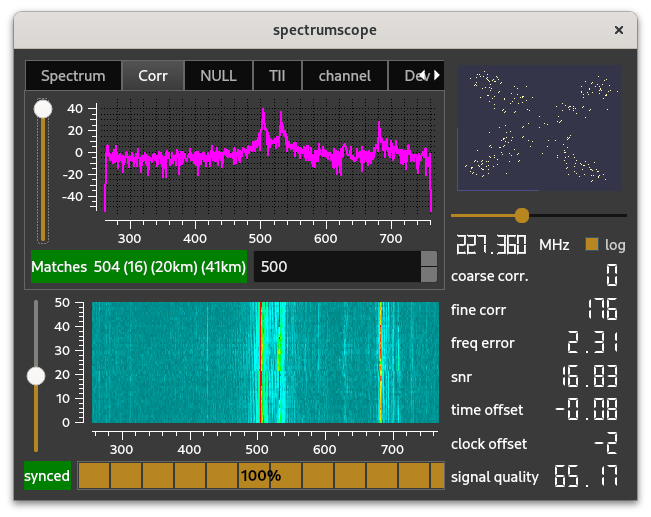 spectrumscope ×
Spectrum Corr NULL TII channel Dev
40
20
0
-20
-40
300 400 500 600 700
Matches 504 (16) (20km) (41km) 500
227.360 MHz log
coarse corr. 0
fine corr 176
freq error 2.31
snr 16.83
time offset -0.08
clock offset -2
signal quality 65.17
50
40
30
20
10
0
300 400 500 600 700
synced 100%